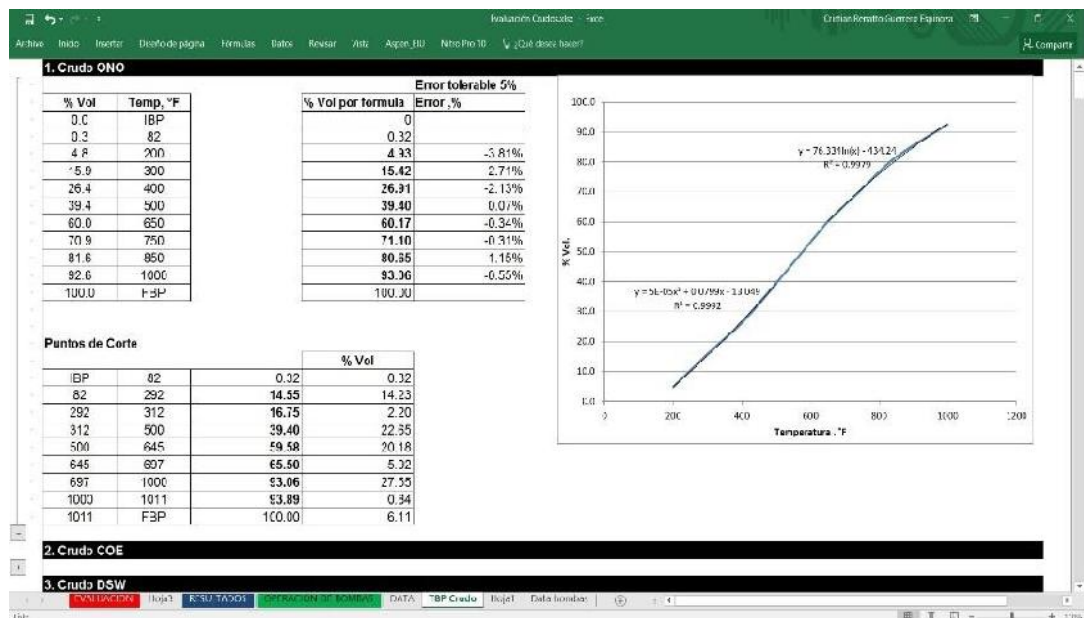 Evaluación Crudos.xlsx - Excel
Cristian Renatto Guerrero Espinoza
Archivo Inicio Insertar Diseño de página Fórmulas Datos Revisar Vista Aspen_EIU Nitro Pro 10 ¿Qué desea hacer?
Compartir
1. Crudo ONO
Error tolerable 5%
% Vol Temp, °F % Vol por formula Error ,%
0.0 IBP 0
0.3 82 0.32
4.8 200 4.93 -3.81%
15.9 300 15.42 2.71%
26.4 400 26.91 -2.13%
39.4 500 39.40 0.07%
60.0 650 60.17 -0.34%
70.9 750 71.10 -0.31%
81.6 850 80.65 1.15%
92.6 1000 93.06 -0.55%
100.0 FBP 100.00
100.0
90.0
80.0
70.0
60.0
50.0
40.0
30.0
20.0
10.0
0.0
% Vol.
y = 76.331ln(x) - 434.24
R² = 0.9979
y = 5E-05x² + 0.0799x - 13.049
R² = 0.9992
0 200 400 600 800 1000 1200
Temperatura , °F
Puntos de Corte
% Vol
IBP 82 0.32 0.32
82 292 14.55 14.23
292 312 16.75 2.20
312 500 39.40 22.65
500 645 59.58 20.18
645 697 65.50 5.92
697 1000 93.06 27.55
1000 1011 93.89 0.84
1011 FBP 100.00 6.11
2. Crudo COE
3. Crudo DSW
EVALUACION Hoja3 RESULTADOS OPERACION DE BOMBAS DATA TBP Crudo Hoja1 Data bombas
Listo